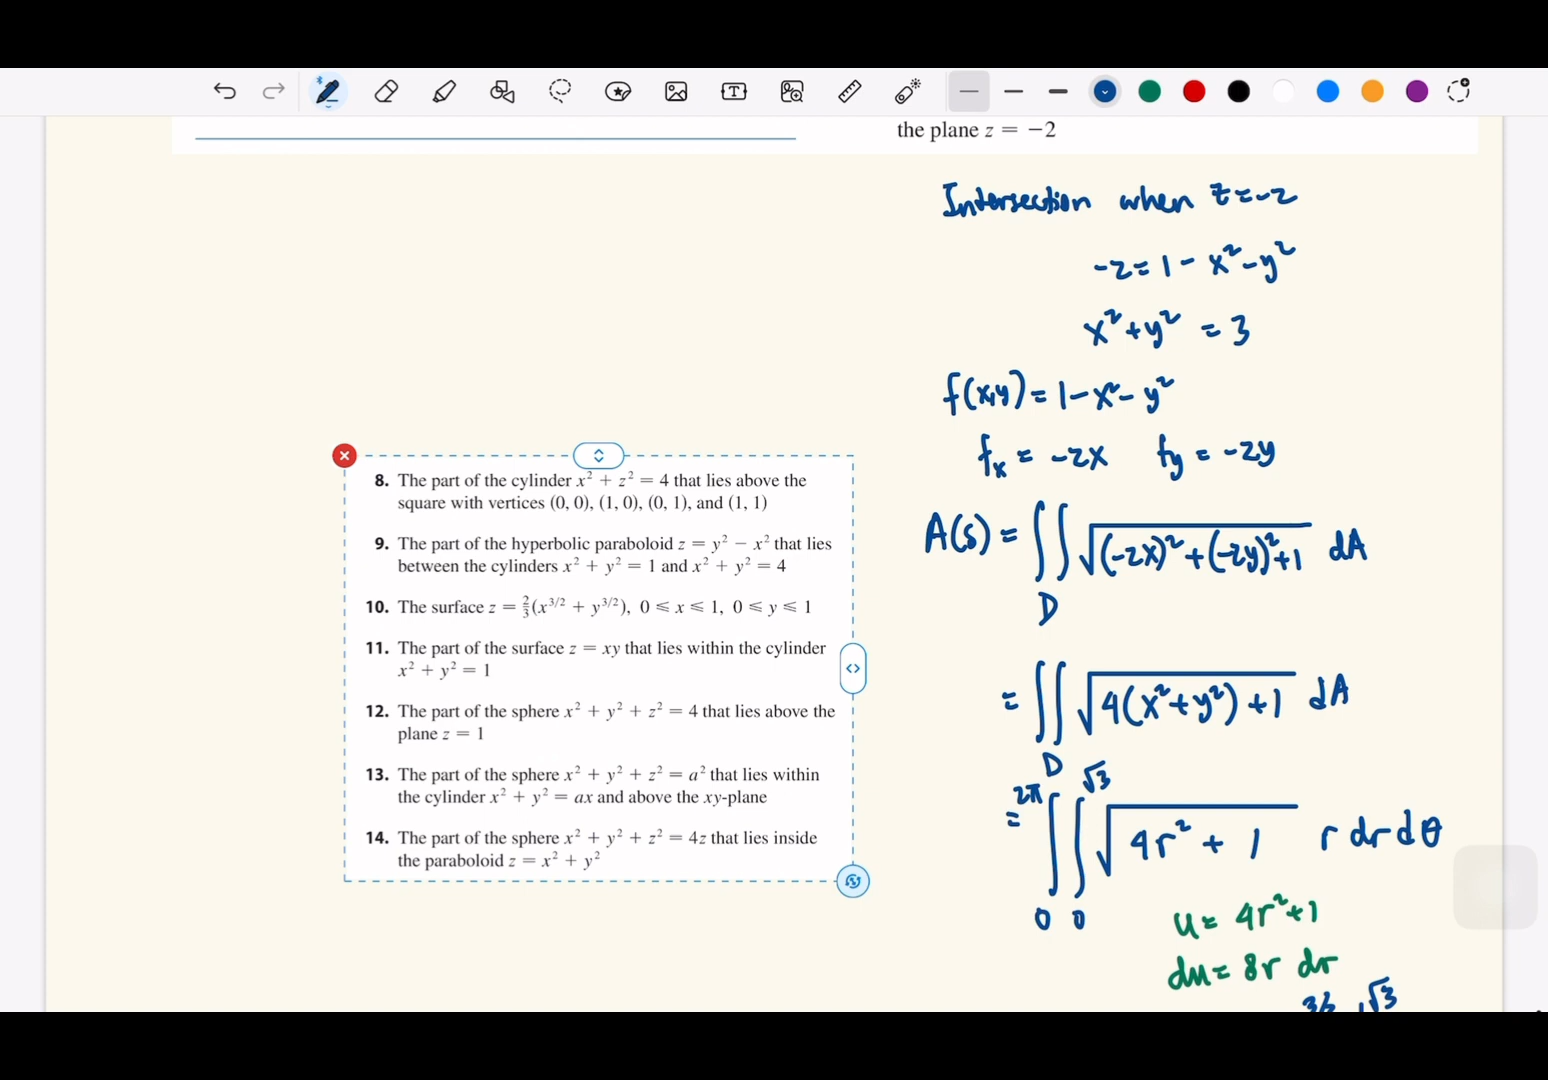 the plane z = −2
Intersection when z = -2
-2 = 1 - x² - y²
x² + y² = 3
f(x,y) = 1 - x² - y²
fₓ = -2x   f_y = -2y
A(S) = ∬ √((-2x)² + (-2y)² + 1) dA
D
= ∬ √(4(x² + y²) + 1) dA
D
2π √3
= ∫∫ √(4r² + 1) r dr dθ
0 0
u = 4r² + 1
du = 8r dr
√3
8. The part of the cylinder x² + z² = 4 that lies above the
square with vertices (0, 0), (1, 0), (0, 1), and (1, 1)
9. The part of the hyperbolic paraboloid z = y² − x² that lies
between the cylinders x² + y² = 1 and x² + y² = 4
10. The surface z = 2/3(x^3/2 + y^3/2), 0 ⩽ x ⩽ 1, 0 ⩽ y ⩽ 1
11. The part of the surface z = xy that lies within the cylinder
x² + y² = 1
12. The part of the sphere x² + y² + z² = 4 that lies above the
plane z = 1
13. The part of the sphere x² + y² + z² = a² that lies within
the cylinder x² + y² = ax and above the xy-plane
14. The part of the sphere x² + y² + z² = 4z that lies inside
the paraboloid z = x² + y²